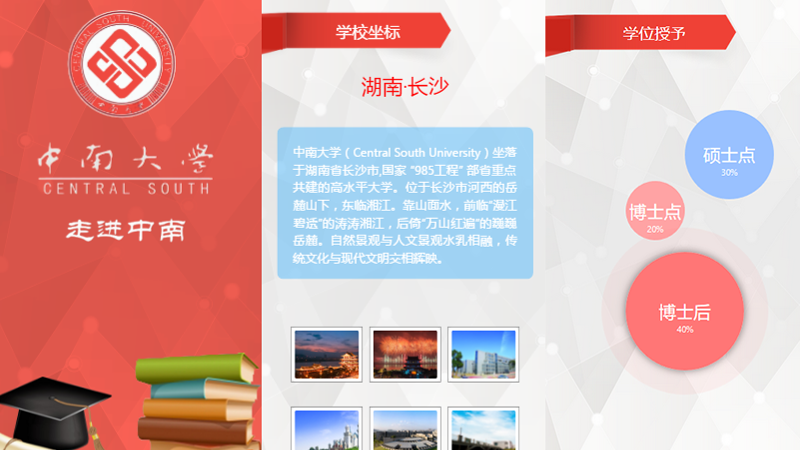 CENTRAL SOUTH UNIVERSITY
中南大学
CENTRAL SOUTH
走进中南
学校坐标
湖南·长沙
中南大学（Central South University）坐落
于湖南省长沙市,国家 “985工程” 部省重点
共建的高水平大学。位于长沙市河西的岳
麓山下，东临湘江。靠山面水，前临“漫江
碧透”的涛涛湘江，后倚“万山红遍”的巍巍
岳麓。自然景观与人文景观水乳相融，传
统文化与现代文明交相辉映。
学位授予
硕士点
30%
博士点
20%
博士后
40%